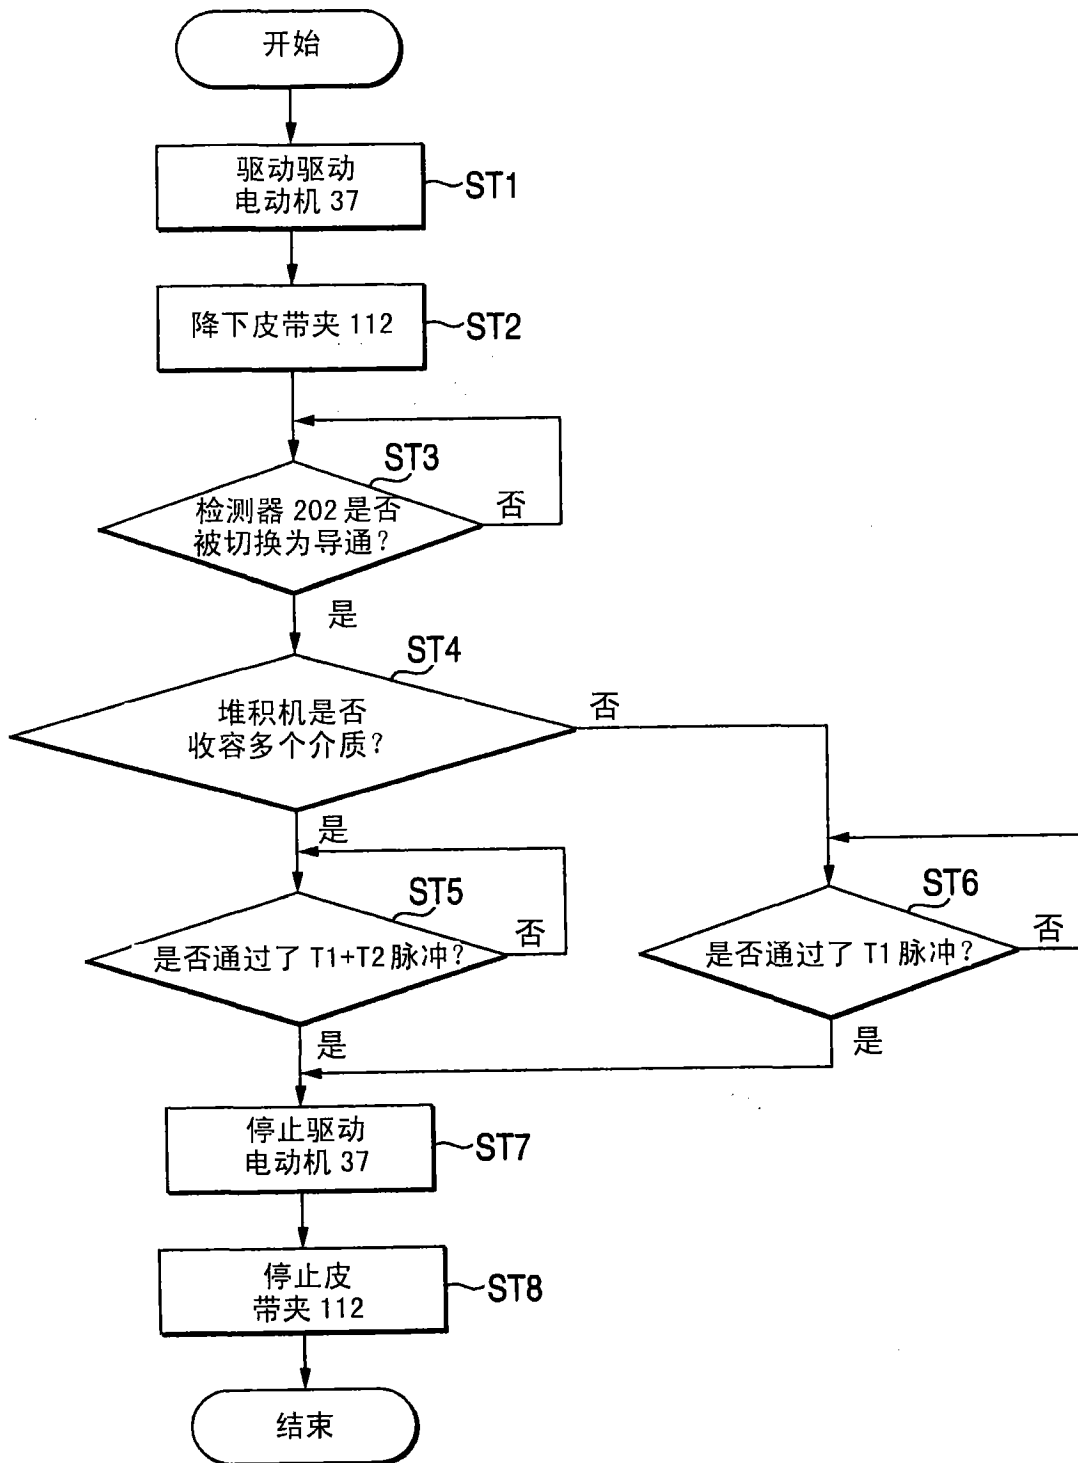 开始
驱动驱动
电动机 37
ST1
降下皮带夹 112
ST2
ST3
检测器 202 是否
被切换为导通?
否
是
ST4
堆积机是否
收容多个介质?
否
是
ST5
是否通过了 T1+T2 脉冲?
否
ST6
是否通过了 T1 脉冲?
否
是
是
停止驱动
电动机 37
ST7
停止皮
带夹 112
ST8
结束